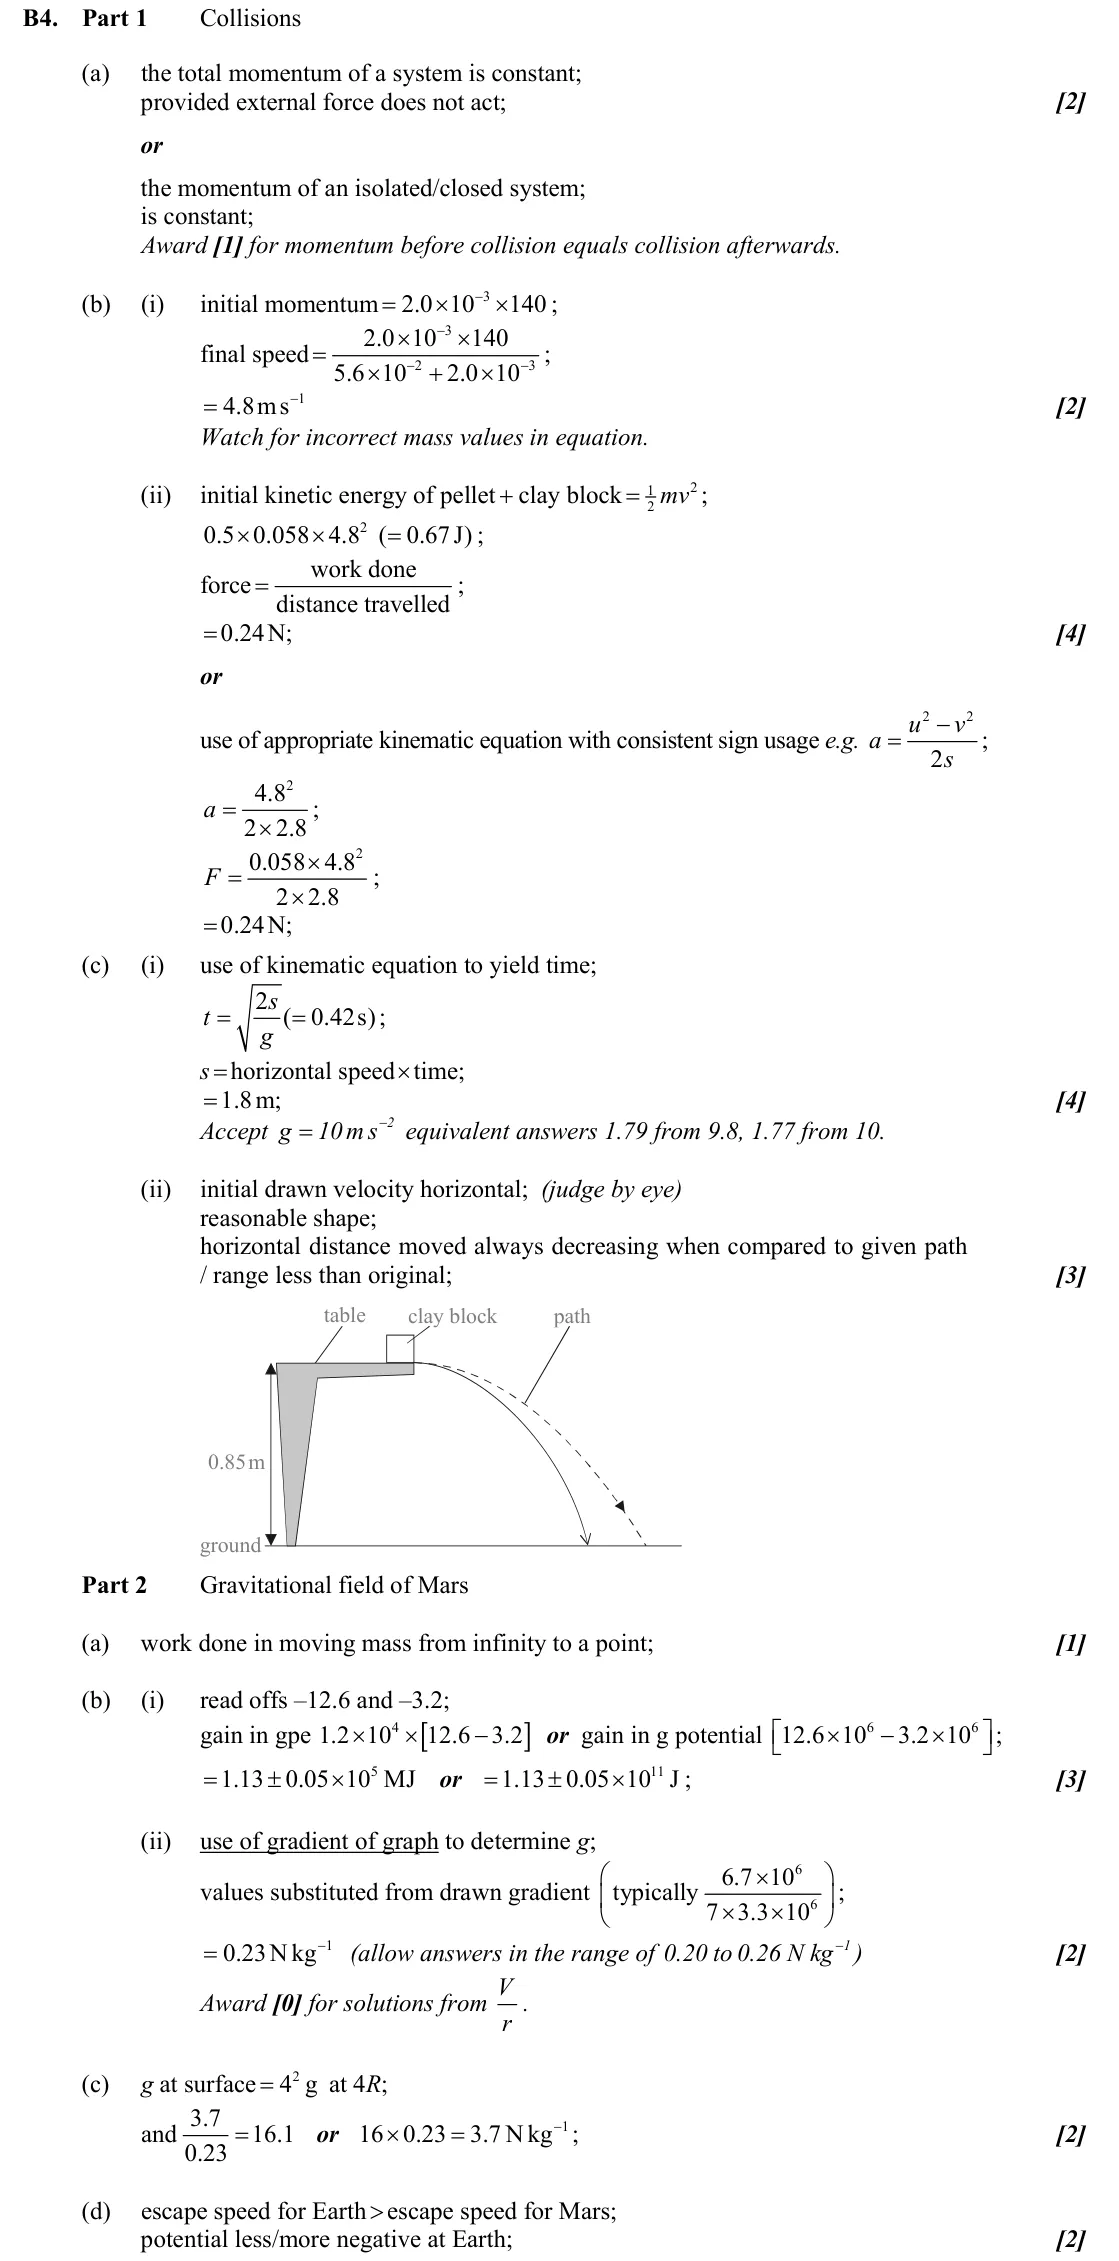 B4. Part 1 Collisions
(a) the total momentum of a system is constant;
provided external force does not act; [2]
or
the momentum of an isolated/closed system;
is constant;
Award [1] for momentum before collision equals collision afterwards.
(b) (i) initial momentum = 2.0×10⁻³ ×140 ;
final speed = (2.0×10⁻³ ×140) / (5.6×10⁻² + 2.0×10⁻³) ;
= 4.8 m s⁻¹ [2]
Watch for incorrect mass values in equation.
(ii) initial kinetic energy of pellet + clay block = ½mv² ;
0.5×0.058×4.8² (= 0.67 J) ;
force = work done / distance travelled ;
= 0.24 N; [4]
or
use of appropriate kinematic equation with consistent sign usage e.g. a = (u² − v²) / 2s ;
a = 4.8² / (2×2.8) ;
F = (0.058×4.8²) / (2×2.8) ;
= 0.24 N;
(c) (i) use of kinematic equation to yield time;
t = √(2s / g) (= 0.42 s) ;
s = horizontal speed × time;
= 1.8 m; [4]
Accept g = 10 m s⁻² equivalent answers 1.79 from 9.8, 1.77 from 10.
(ii) initial drawn velocity horizontal; (judge by eye)
reasonable shape;
horizontal distance moved always decreasing when compared to given path
/ range less than original; [3]
table clay block path
0.85 m
ground
Part 2 Gravitational field of Mars
(a) work done in moving mass from infinity to a point; [1]
(b) (i) read offs –12.6 and –3.2;
gain in gpe 1.2×10⁴ ×[12.6 − 3.2] or gain in g potential [12.6×10⁶ − 3.2×10⁶] ;
= 1.13 ± 0.05×10⁵ MJ or = 1.13 ± 0.05×10¹¹ J ; [3]
(ii) use of gradient of graph to determine g;
values substituted from drawn gradient (typically 6.7×10⁶ / (7×3.3×10⁶)) ;
= 0.23 N kg⁻¹ (allow answers in the range of 0.20 to 0.26 N kg⁻¹) [2]
Award [0] for solutions from V / r .
(c) g at surface = 4² g at 4R;
and 3.7 / 0.23 = 16.1 or 16×0.23 = 3.7 N kg⁻¹ ; [2]
(d) escape speed for Earth > escape speed for Mars;
potential less/more negative at Earth; [2]